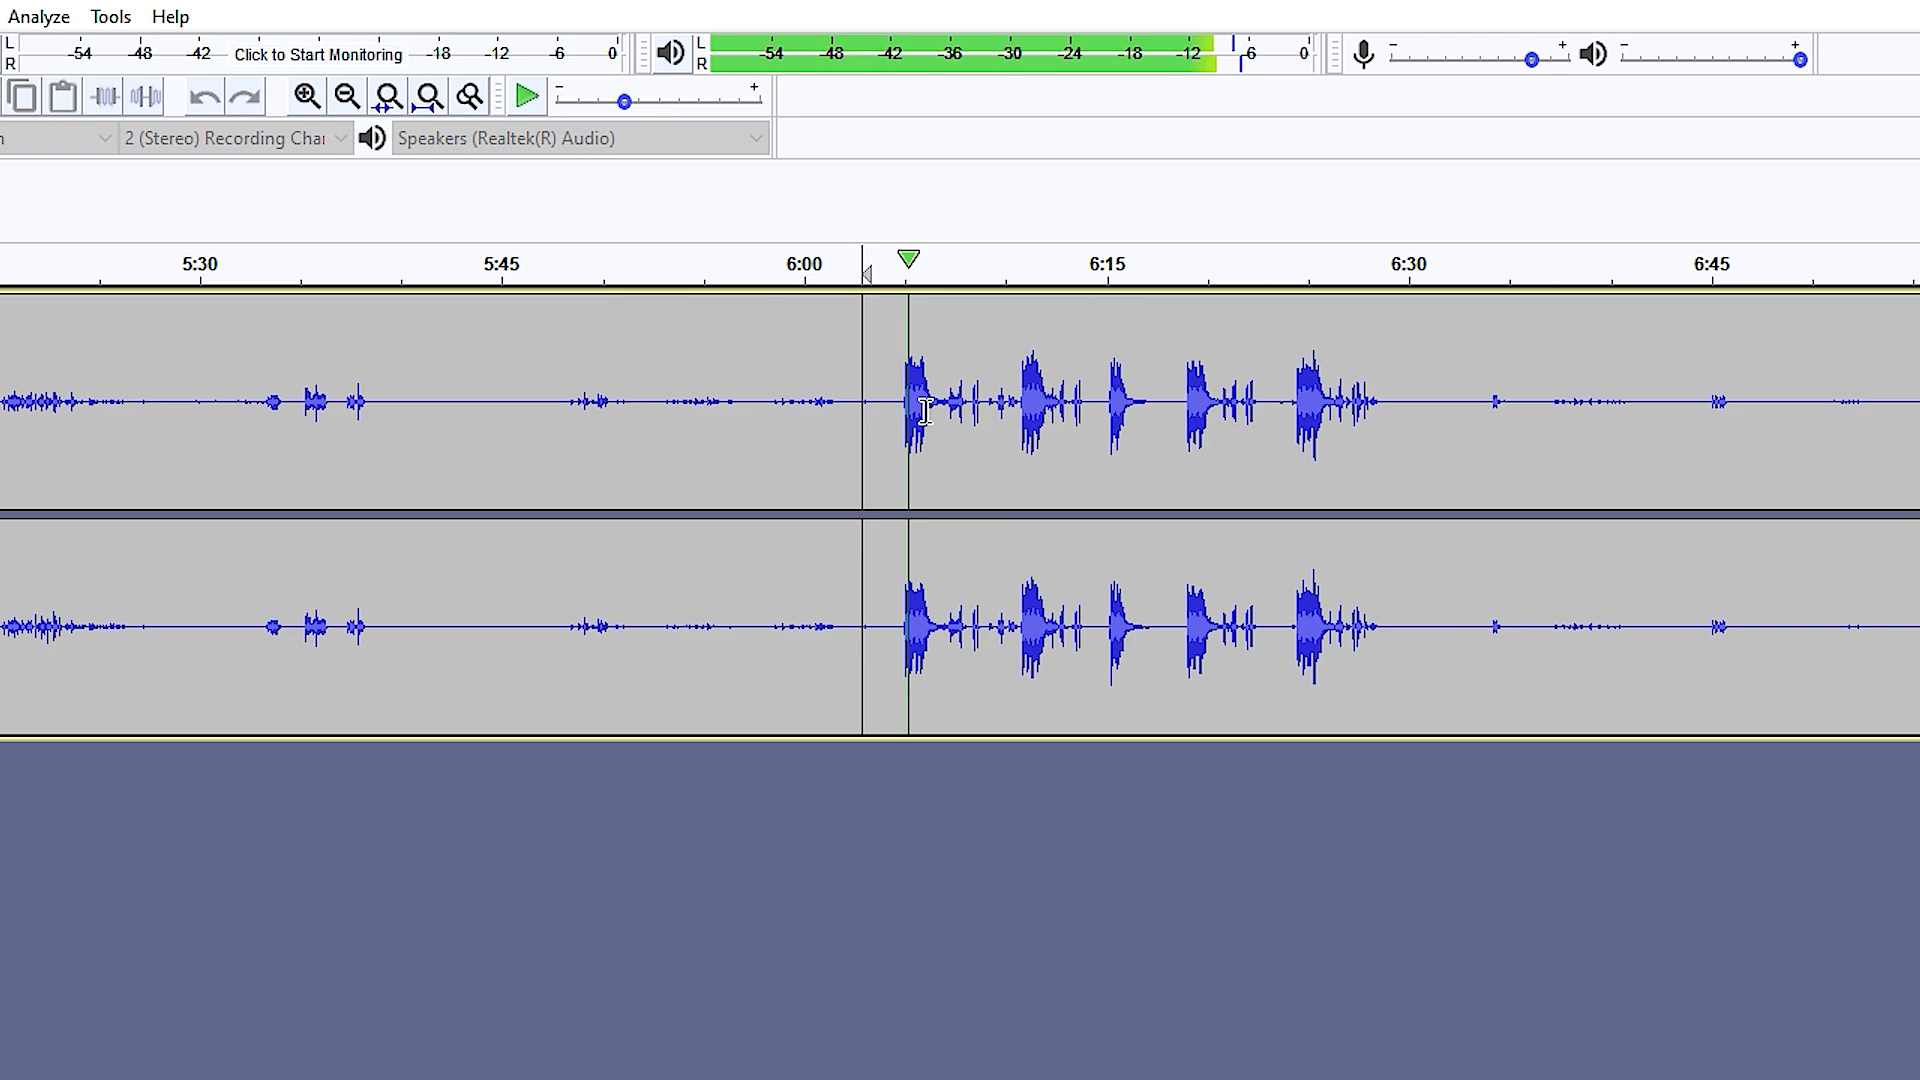 Analyze Tools Help
L -54 -48 -42 Click to Start Monitoring -18 -12 -6 0 L -54 -48 -42 -36 -30 -24 -18 -12 -6 0 - + - +
R R
- +
n 2 (Stereo) Recording Chai Speakers (Realtek(R) Audio)
5:30 5:45 6:00 6:15 6:30 6:45